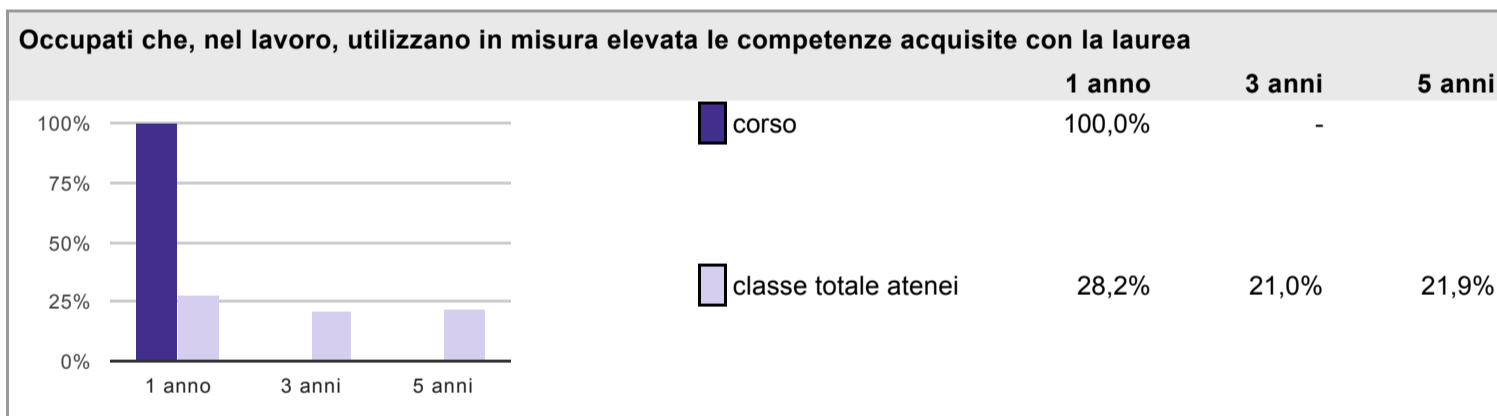 Occupati che, nel lavoro, utilizzano in misura elevata le competenze acquisite con la laurea
1 anno 3 anni 5 anni
100%
75%
50%
25%
0%
1 anno 3 anni 5 anni
corso 100,0% -
classe totale atenei 28,2% 21,0% 21,9%